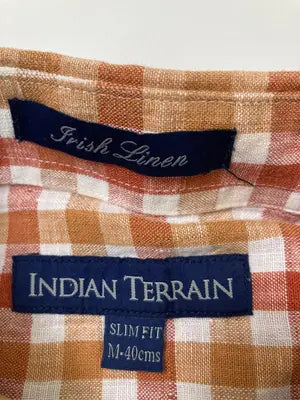 Irish Linen
INDIAN TERRAIN
SLIM FIT
M-40cms